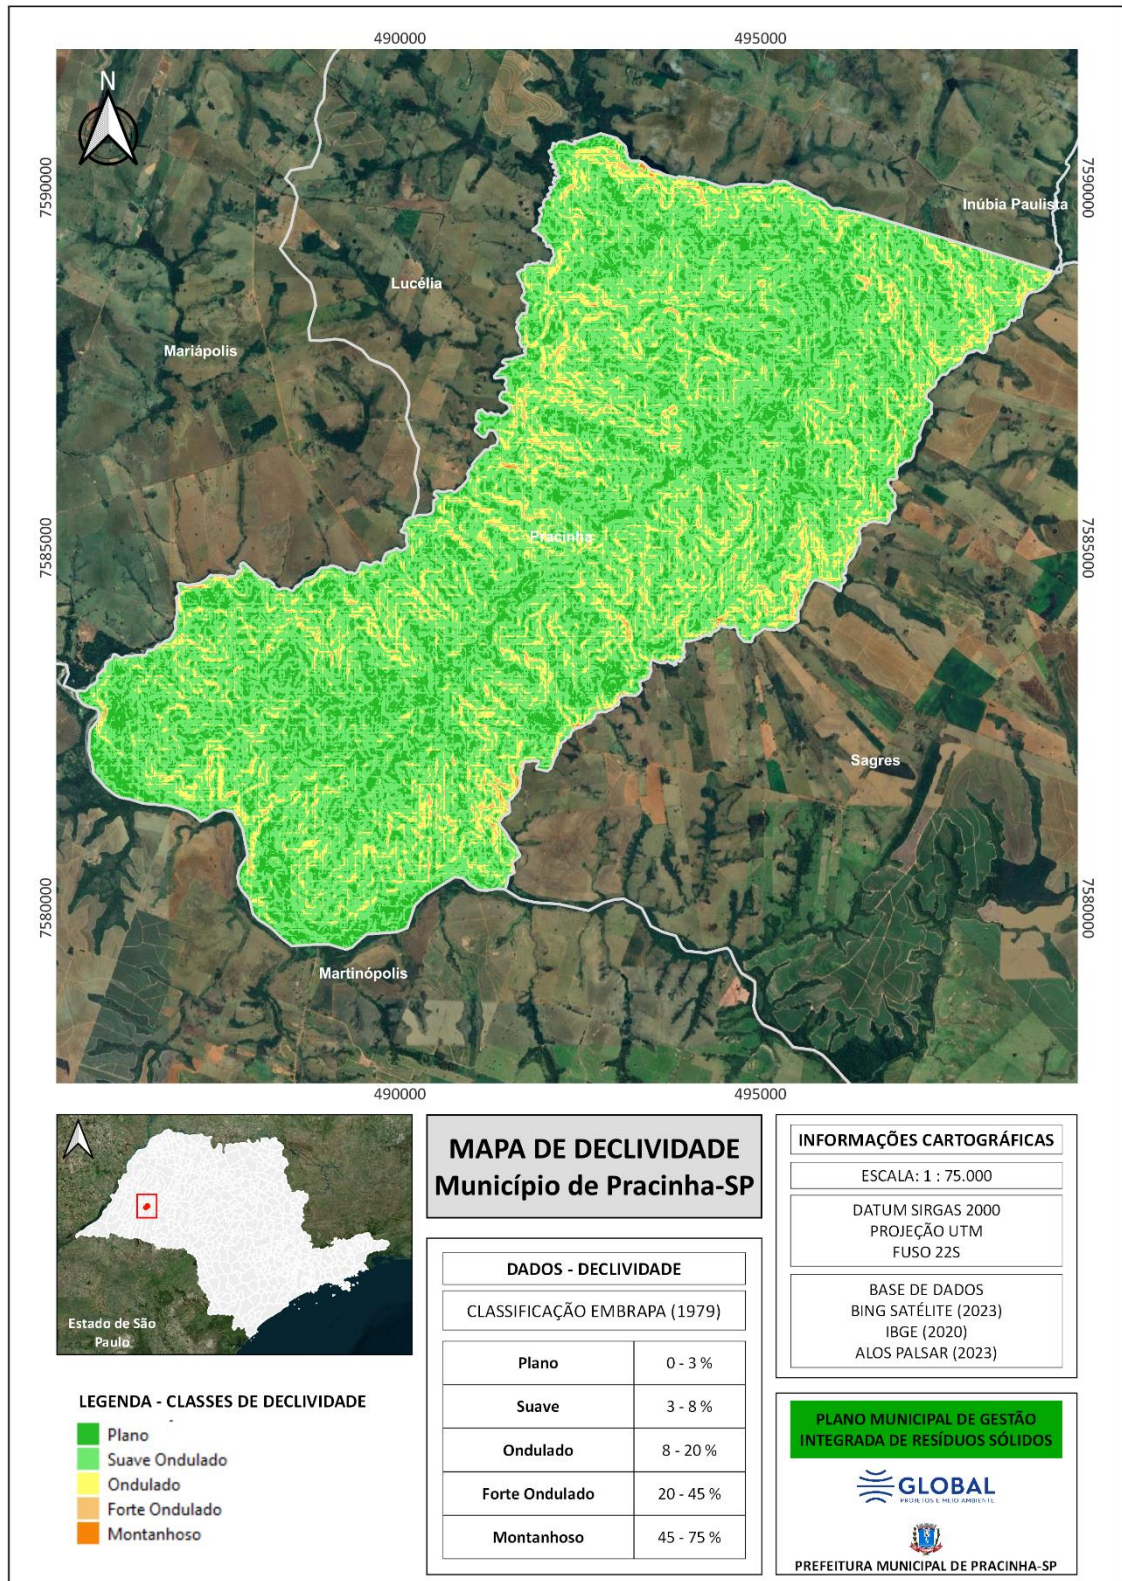 490000
495000
N
7590000
7590000
Inúbia Paulista
Lucélia
Mariápolis
7585000
7585000
Pracinha
Sagres
7580000
7580000
Martinópolis
490000
495000
Estado de São
Paulo
LEGENDA - CLASSES DE DECLIVIDADE
Plano
Suave Ondulado
Ondulado
Forte Ondulado
Montanhoso
MAPA DE DECLIVIDADE
Município de Pracinha-SP
DADOS - DECLIVIDADE
CLASSIFICAÇÃO EMBRAPA (1979)
Plano 0 - 3 %
Suave 3 - 8 %
Ondulado 8 - 20 %
Forte Ondulado 20 - 45 %
Montanhoso 45 - 75 %
INFORMAÇÕES CARTOGRÁFICAS
ESCALA: 1 : 75.000
DATUM SIRGAS 2000
PROJEÇÃO UTM
FUSO 22S
BASE DE DADOS
BING SATÉLITE (2023)
IBGE (2020)
ALOS PALSAR (2023)
PLANO MUNICIPAL DE GESTÃO
INTEGRADA DE RESÍDUOS SÓLIDOS
GLOBAL
PROJETOS E MEIO AMBIENTE
PREFEITURA MUNICIPAL DE PRACINHA-SP